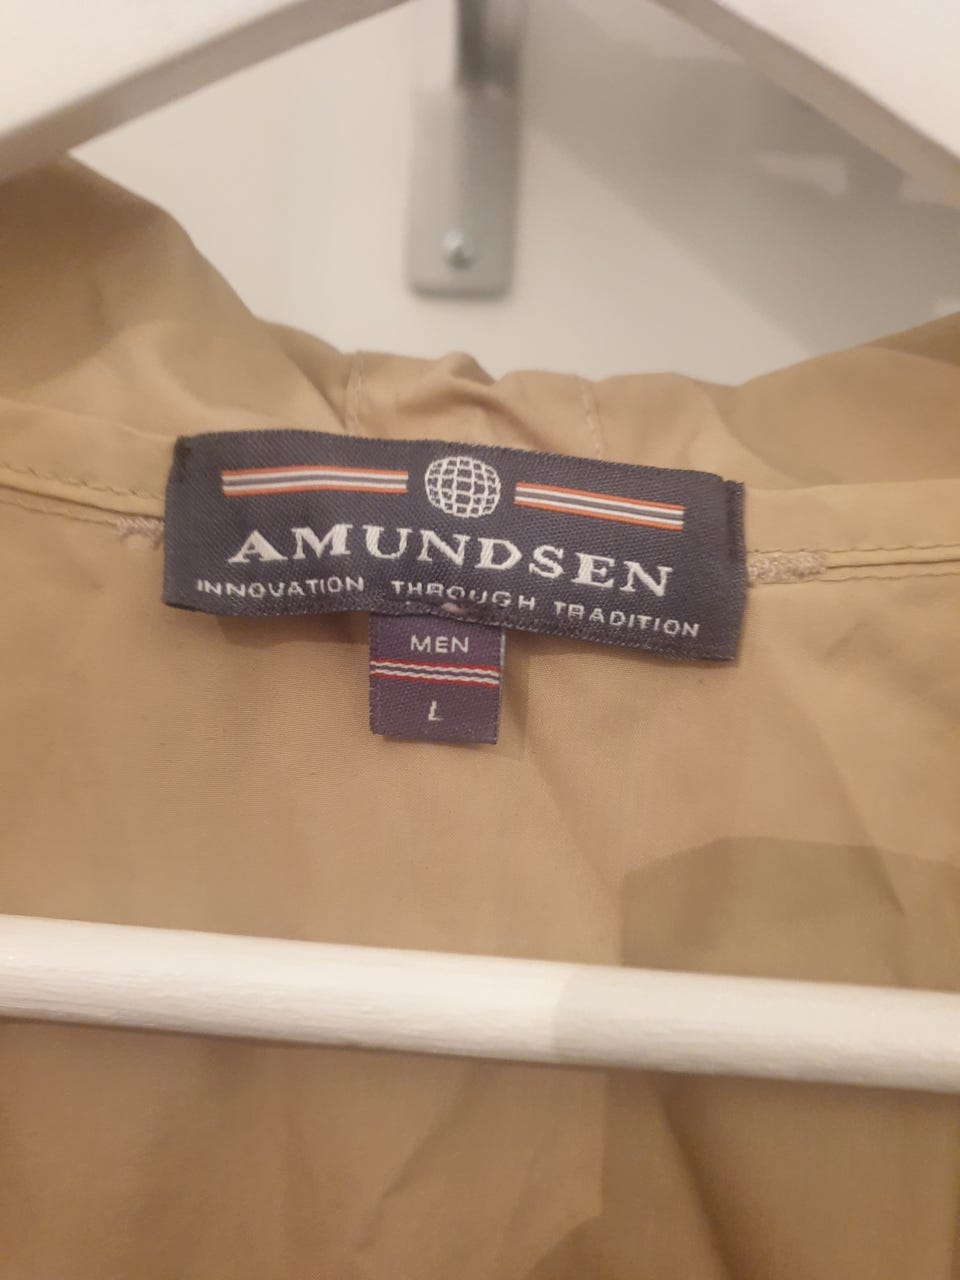 AMUNDSEN
INNOVATION THROUGH TRADITION
MEN
L